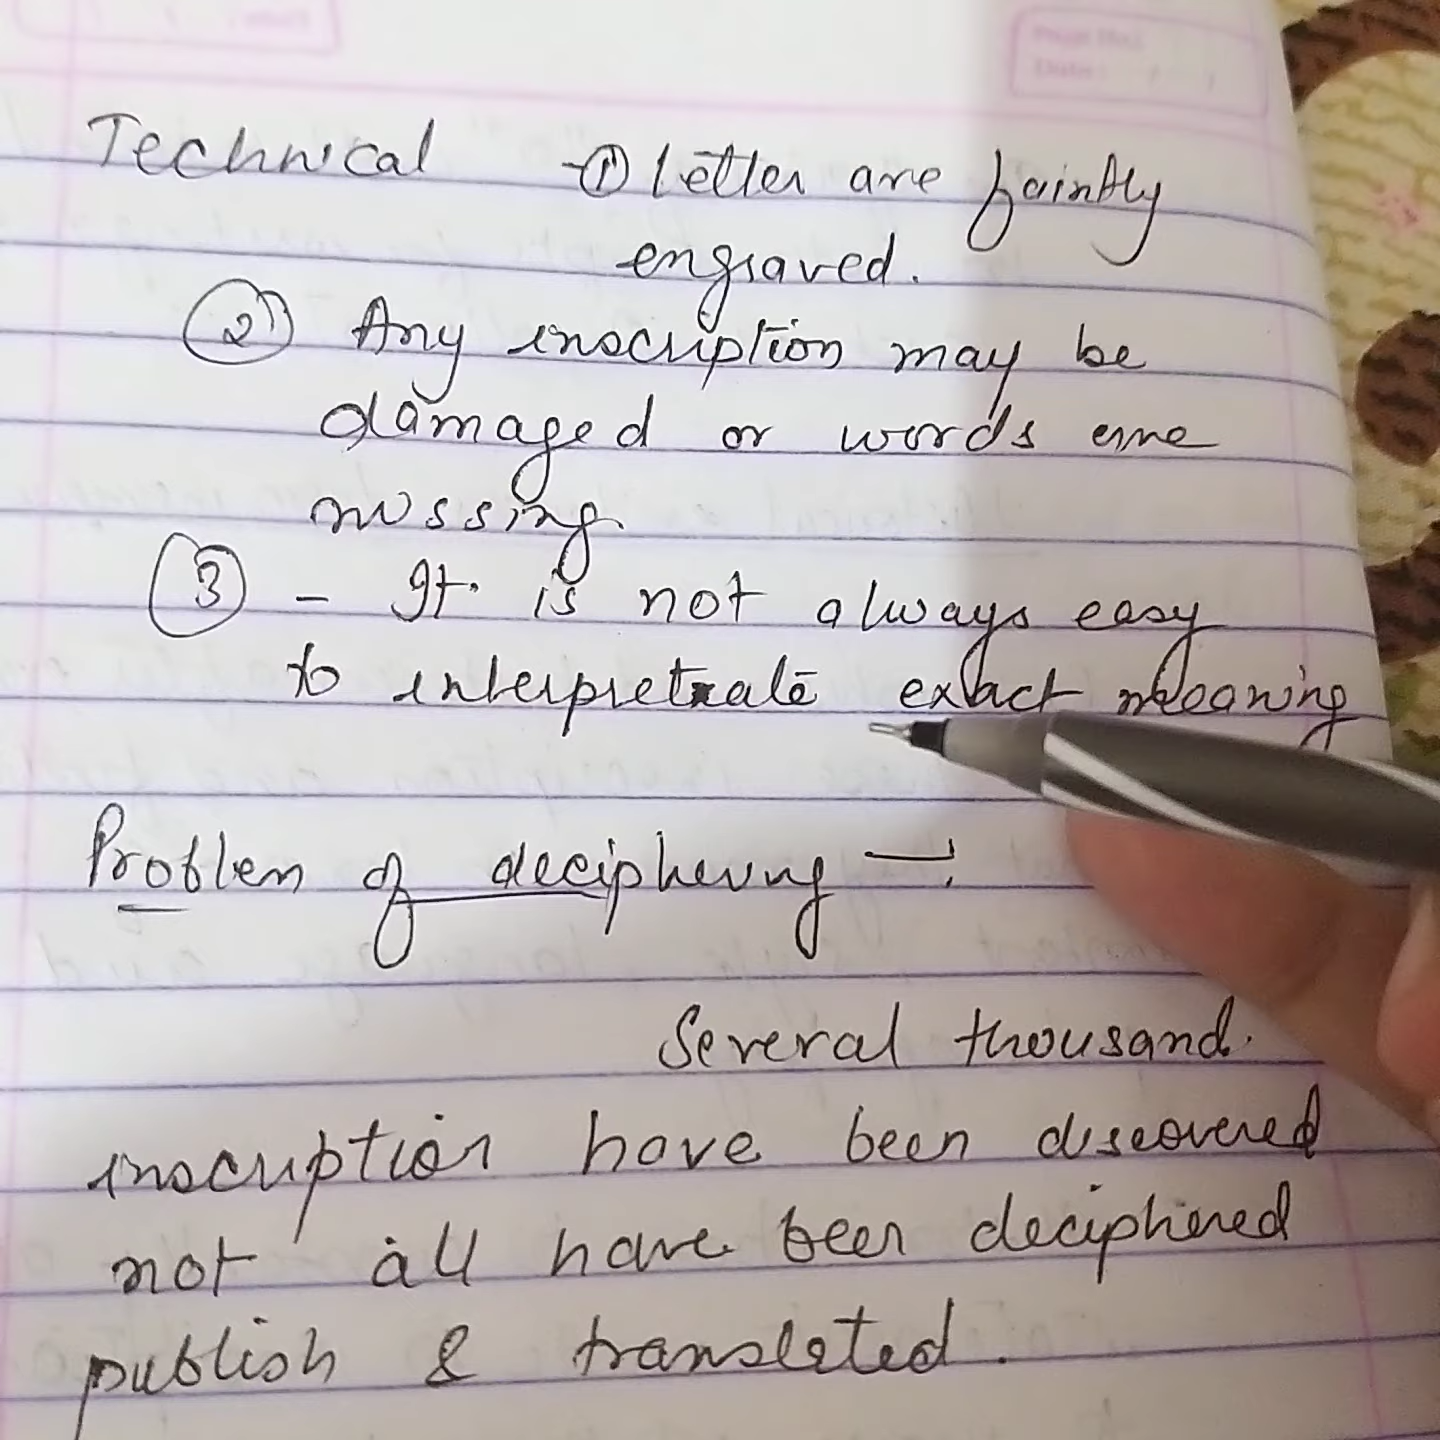 Technical - ① letter are faintly
engraved.
② Any inscription may be
damaged or words are
missing.
③ - It is not always easy
to interpretrate exact meaning
Problem of deciphering -:
Several thousand.
inscription have been discovered
not all have been deciphered
publish & translated.